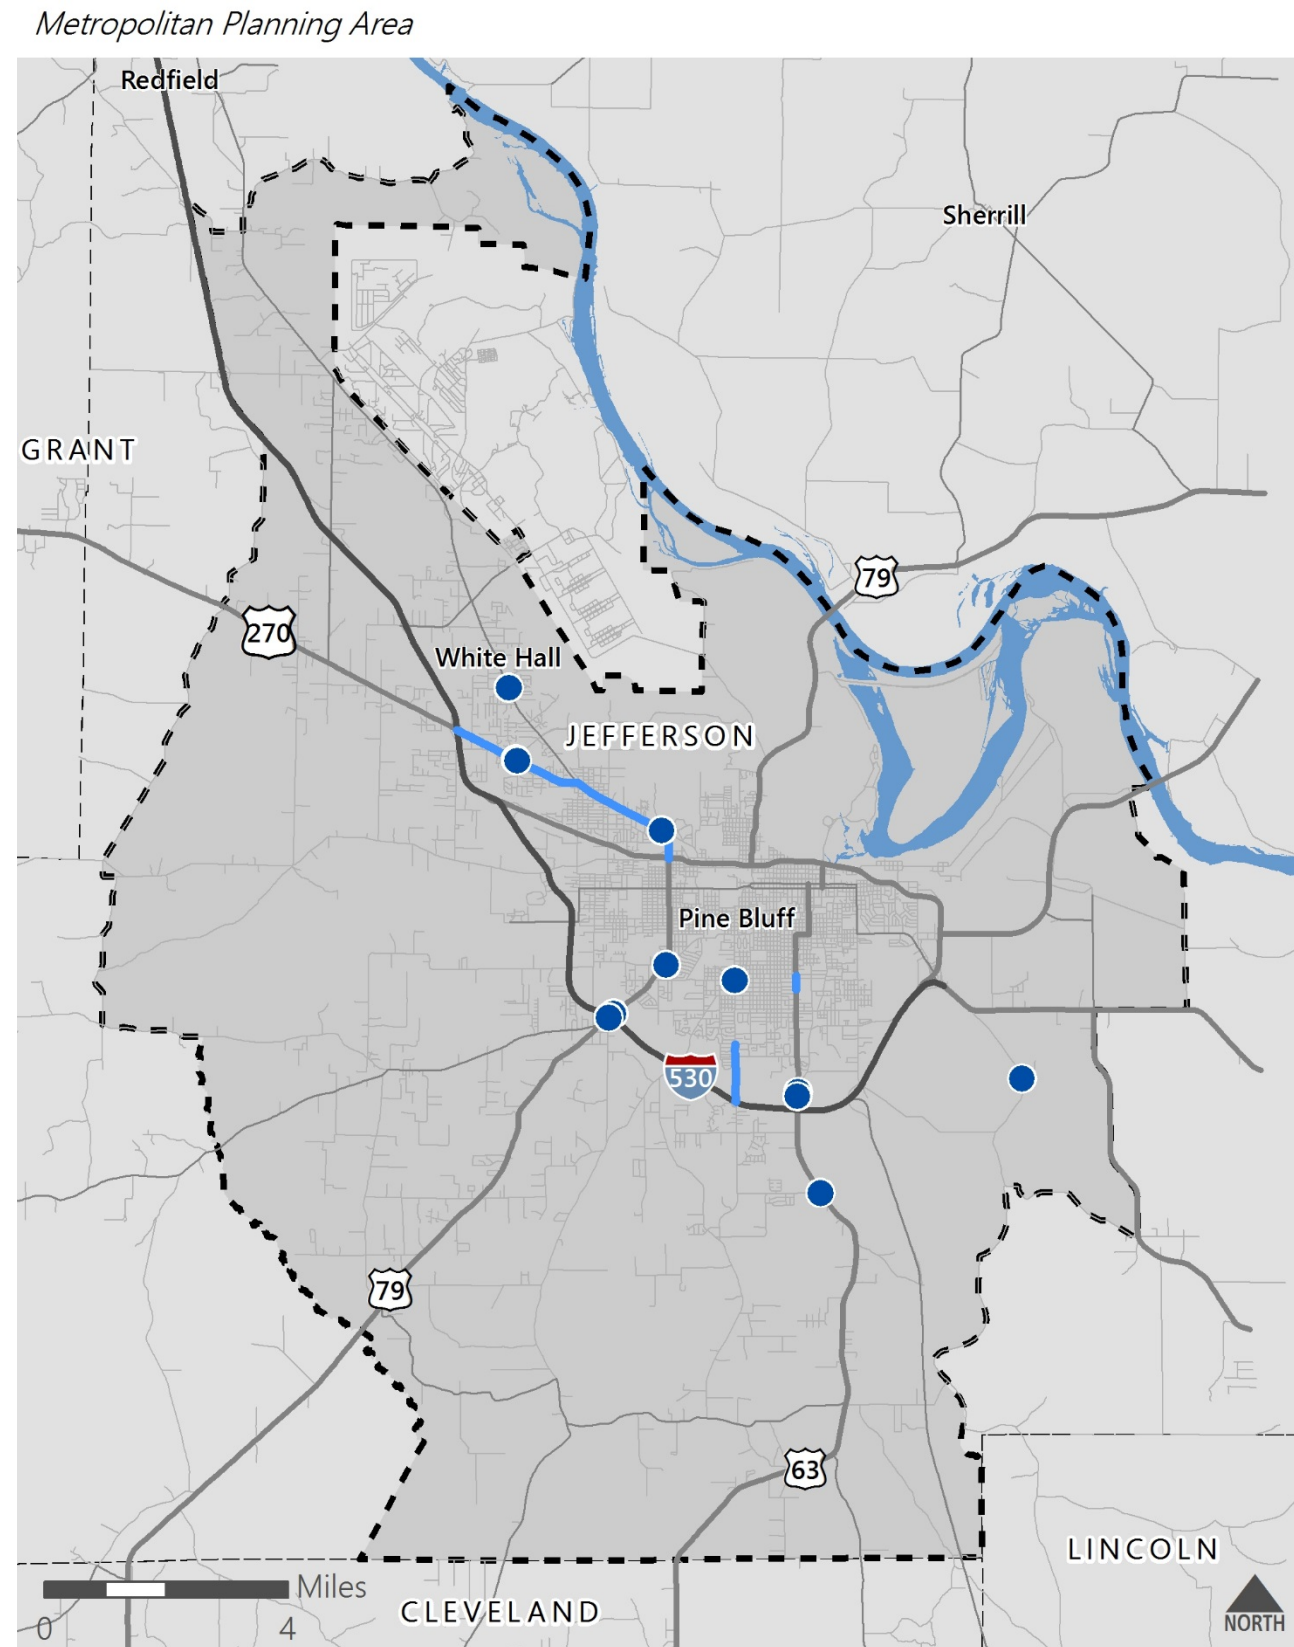 Metropolitan Planning Area
Redfield
Sherrill
GRANT
79
270
White Hall
JEFFERSON
Pine Bluff
530
79
63
LINCOLN
Miles
0
4
CLEVELAND
NORTH